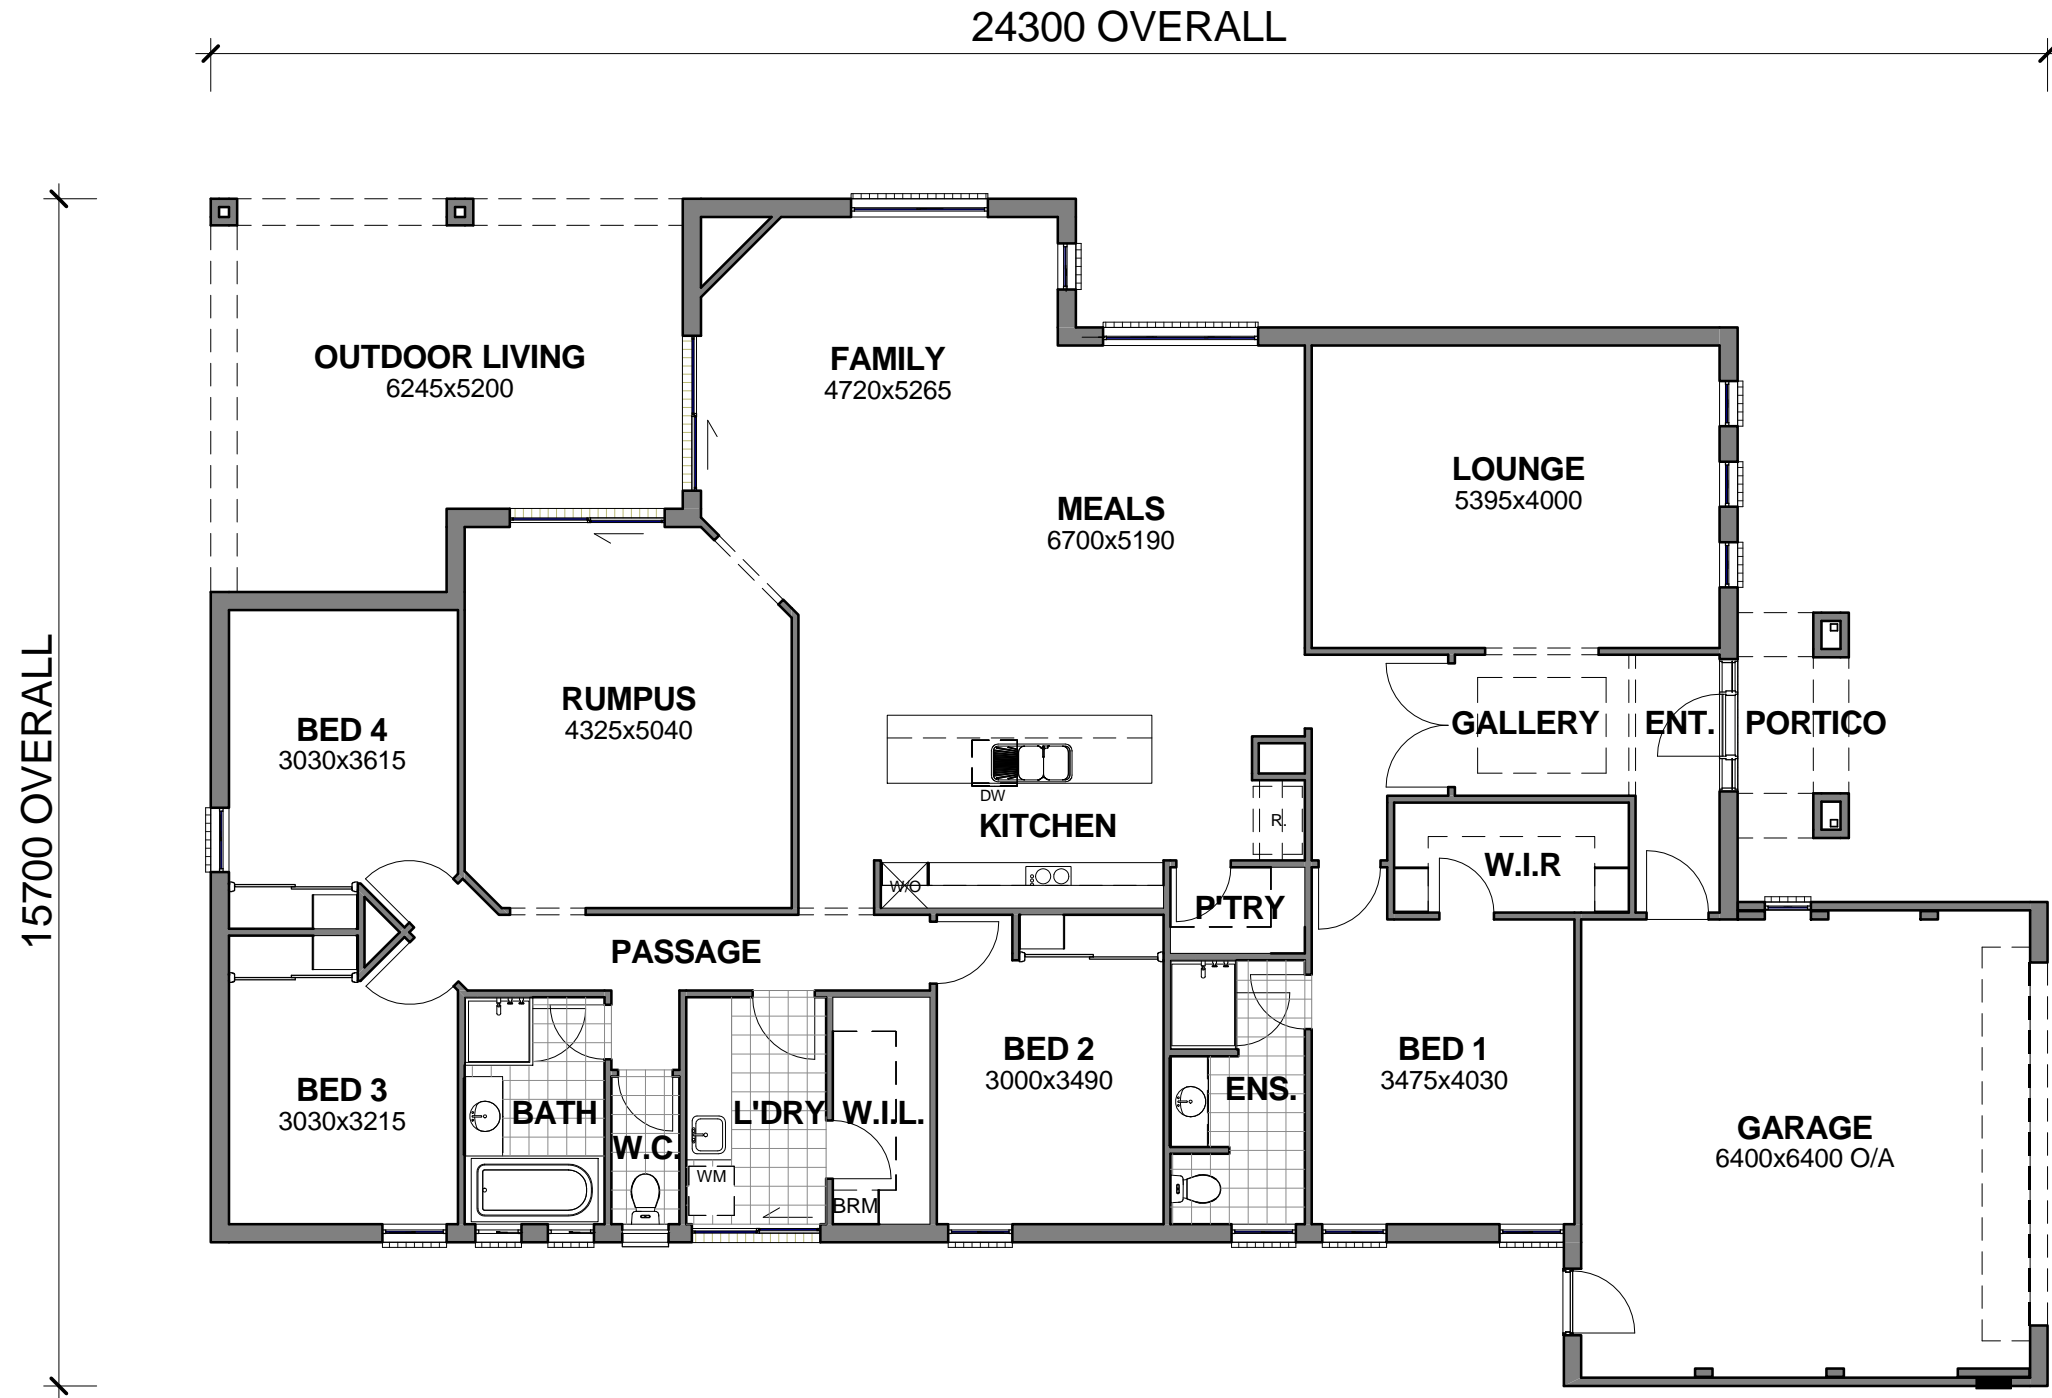 24300 OVERALL
15700 OVERALL
OUTDOOR LIVING
6245x5200
FAMILY
4720x5265
LOUNGE
5395x4000
MEALS
6700x5190
RUMPUS
4325x5040
BED 4
3030x3615
GALLERY
ENT.
PORTICO
DW
KITCHEN
R.
W.I.R
W/O
P'TRY
PASSAGE
BED 2
3000x3490
BED 1
3475x4030
BED 3
3030x3215
ENS.
BATH
L'DRY
W.I.L.
W.C.
GARAGE
6400x6400 O/A
WM
BRM